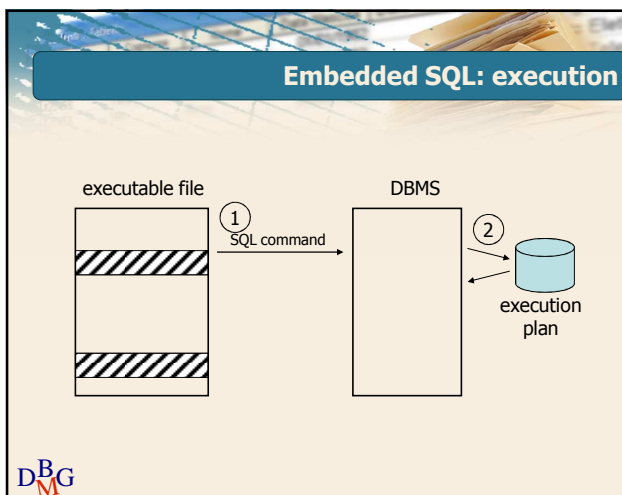 Embedded SQL: execution
executable file
DBMS
1
SQL command
2
execution
plan
DBMG